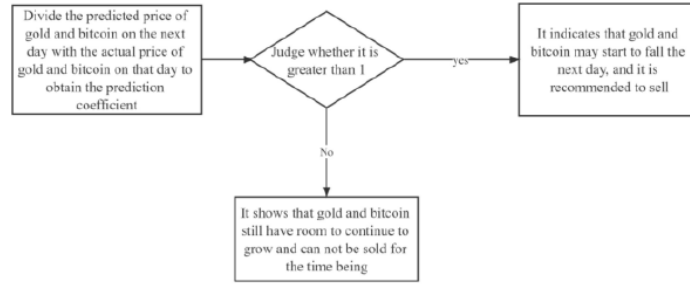 Divide the predicted price of
gold and bitcoin on the next
day with the actual price of
gold and bitcoin on that day to
obtain the prediction
coefficient
Judge whether it is
greater than 1
yes
It indicates that gold and
bitcoin may start to fall the
next day, and it is
recommended to sell
No
It shows that gold and bitcoin
still have room to continue to
grow and can not be sold for
the time being